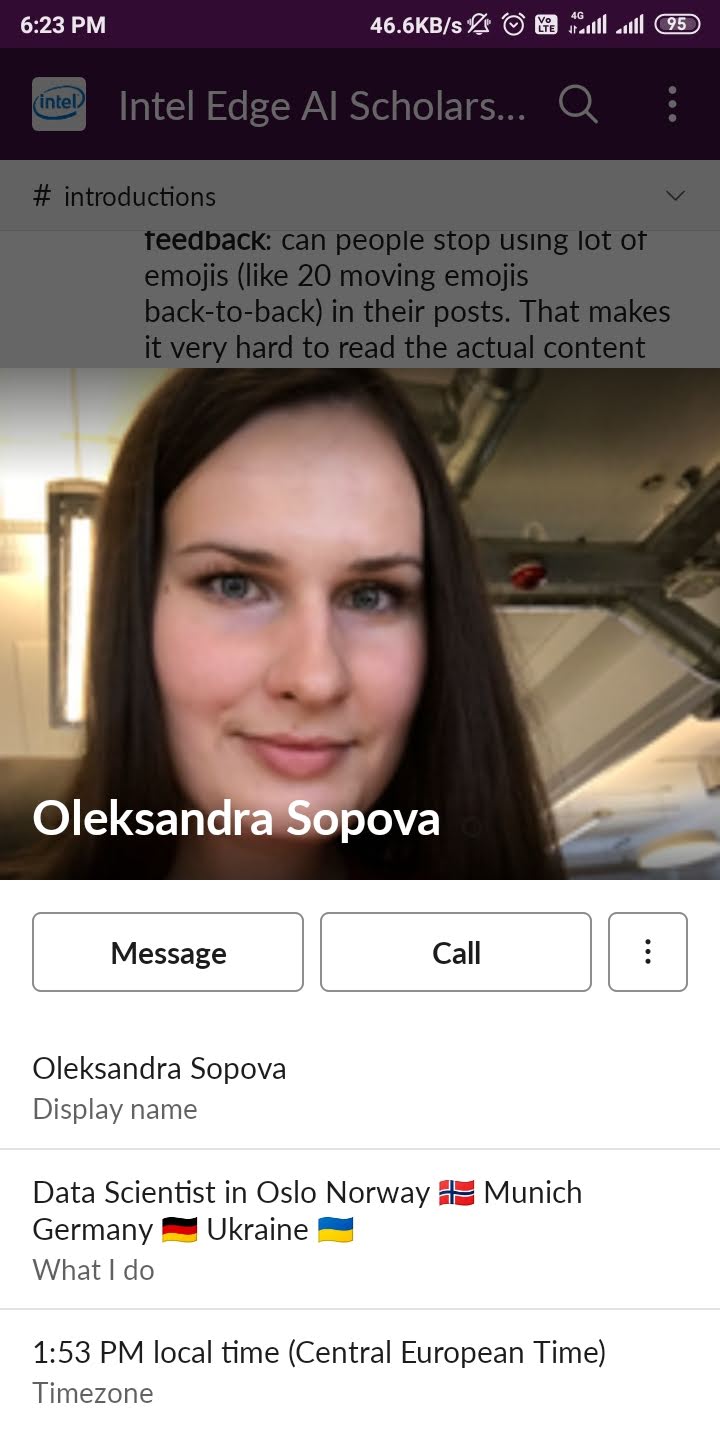 6:23 PM
46.6KB/s
Vo LTE
4G
95
intel
Intel Edge AI Scholars...
# introductions
feedback: can people stop using lot of
emojis (like 20 moving emojis
back-to-back) in their posts. That makes
it very hard to read the actual content
Oleksandra Sopova
Message
Call
Oleksandra Sopova
Display name
Data Scientist in Oslo Norway 🇳🇴 Munich
Germany 🇩🇪 Ukraine 🇺🇦
What I do
1:53 PM local time (Central European Time)
Timezone